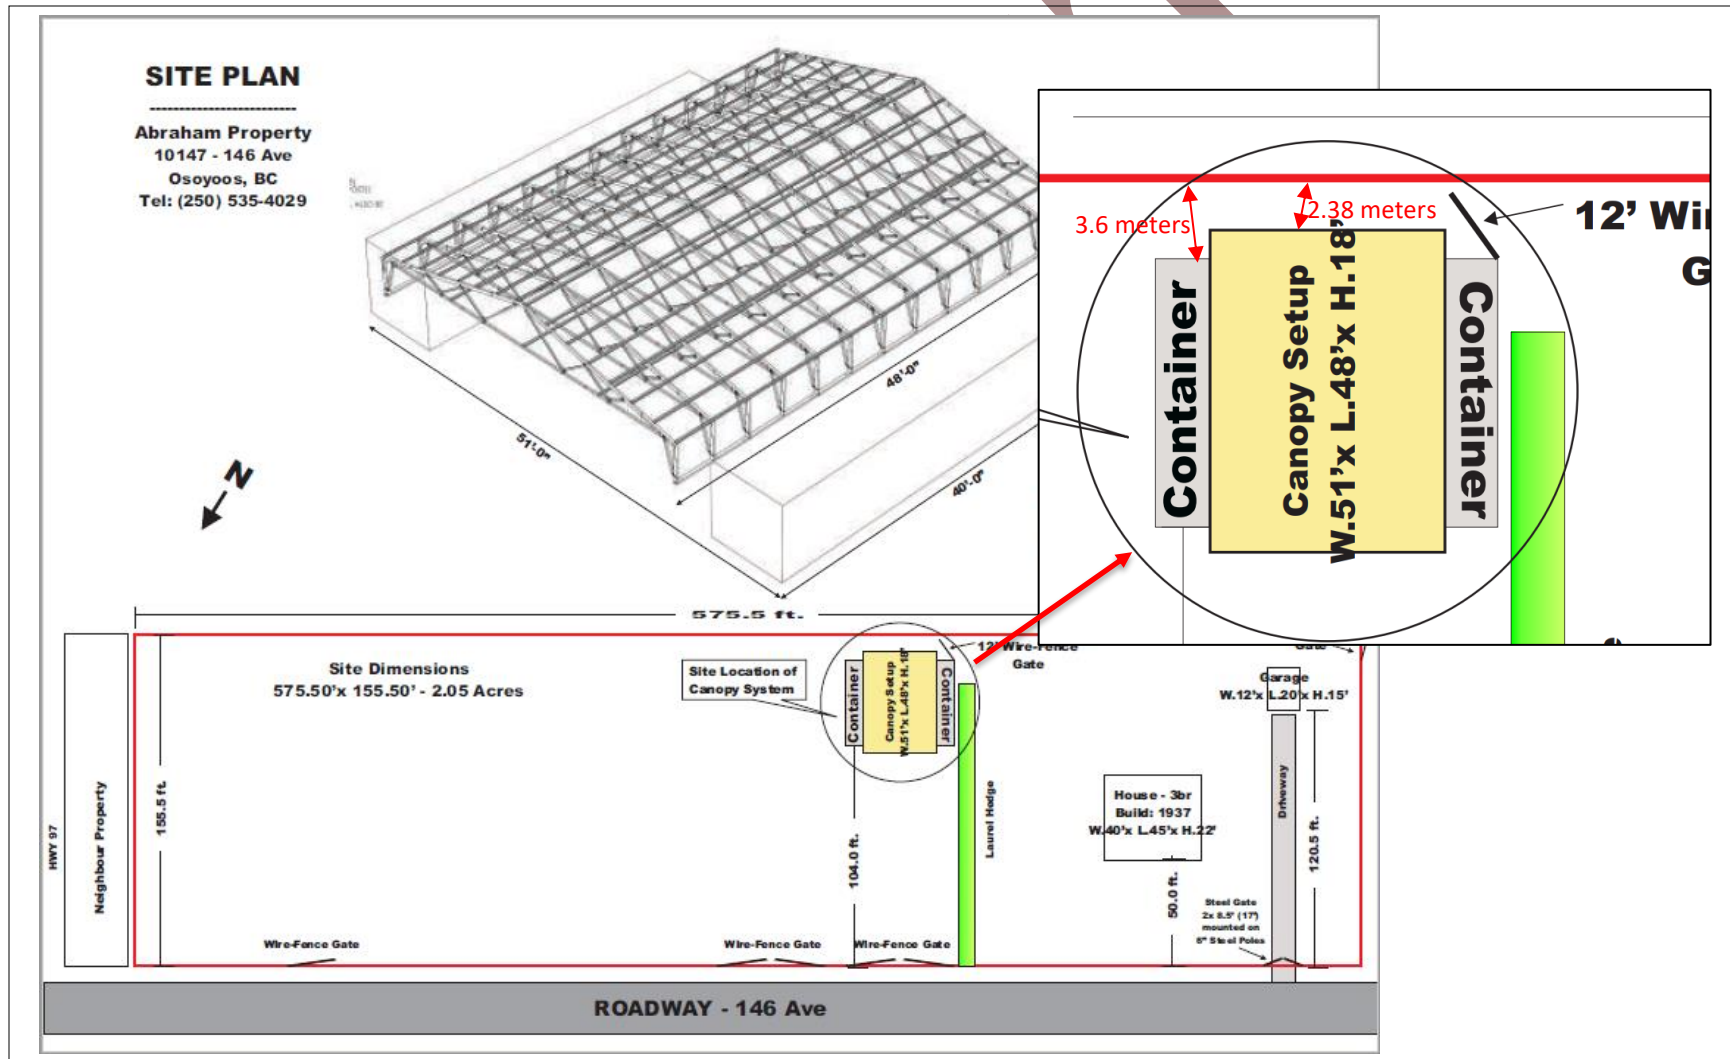 SITE PLAN
-------------------------
Abraham Property
10147 - 146 Ave
Osoyoos, BC
Tel: (250) 535-4029
48'-0"
51'-0"
40'-0"
N
3.6 meters
2.38 meters
12’ Wir
G
Container
Canopy Setup
W.51’x L.48’x H.18’
Container
575.5 ft.
Site Dimensions
575.50’x 155.50’ - 2.05 Acres
155.5 ft.
HWY 97
Neighbour Property
Site Location of
Canopy System
Container
Canopy Setup
W.51’x L.48’x H.18’
Container
12’ Wire-Fence
Gate
Gate
Garage
W.12’x L.20’x H.15’
Laurel Hedge
104.0 ft.
House - 3br
Build: 1937
W.40’x L.45’x H.22’
50.0 ft.
Driveway
120.5 ft.
Steel Gate
2x 8.5’ (17’)
mounted on
6" Steel Poles
Wire-Fence Gate
Wire-Fence Gate
Wire-Fence Gate
ROADWAY - 146 Ave